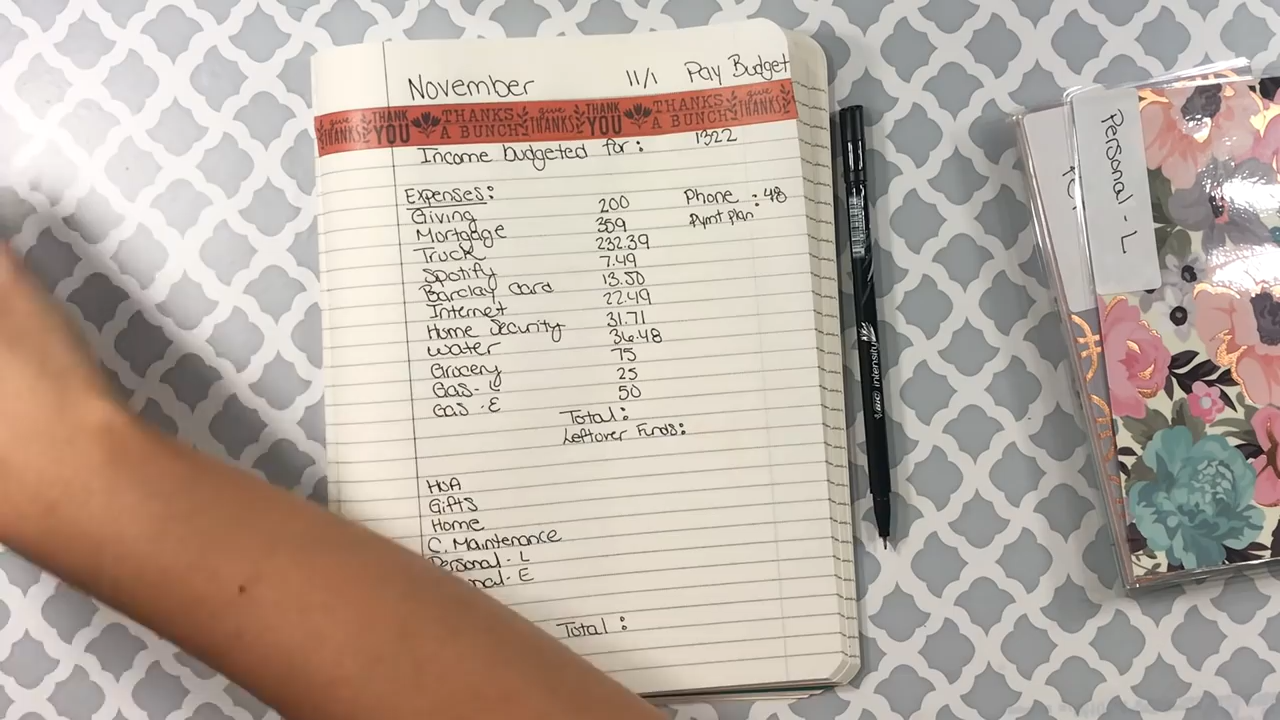 November 11/1 Pay Budget
give THANKS THANK YOU THANKS A BUNCH give THANKS THANK YOU THANKS A BUNCH give THANKS
Income budgeted for: 1322
Expenses:
Giving 200
Mortgage 359
Truck 232.39
Spotify 7.49
Barclay Card 13.50
Internet 22.49
Home Security 31.71
Water 36.48
Grocery 75
Gas- L 25
Gas - E 50
Phone : 48
Pymt plan
Total:
Leftover Funds:
HOA
Gifts
Home
C. Maintenance
Personal - L
nal- E
Total :
Personal - L
BIC intensity